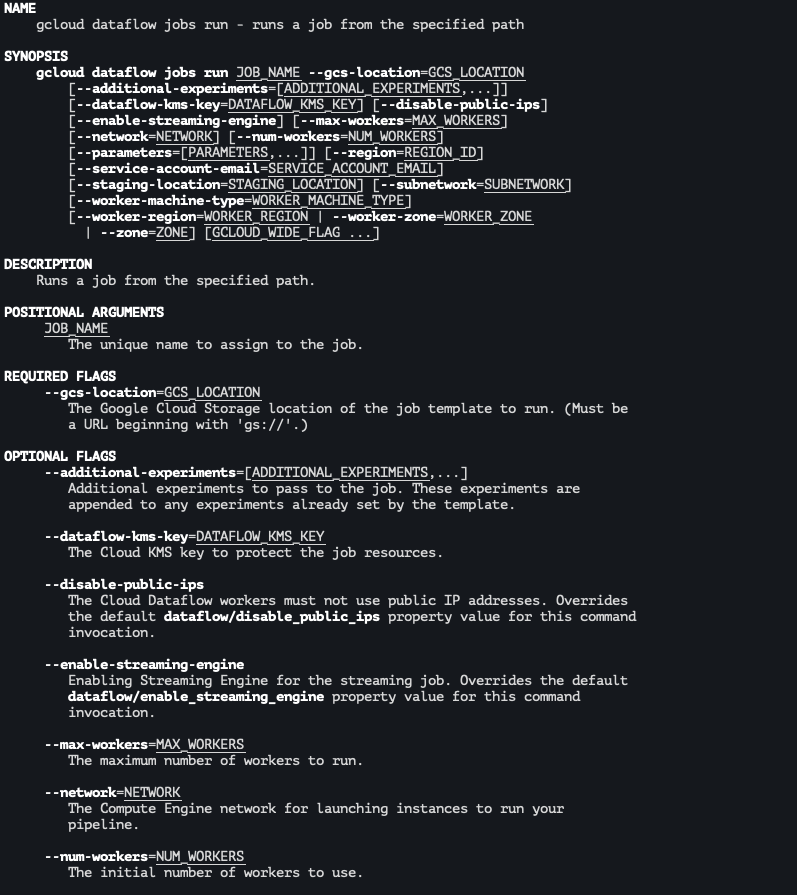 NAME
gcloud dataflow jobs run - runs a job from the specified path
SYNOPSIS
gcloud dataflow jobs run JOB_NAME --gcs-location=GCS_LOCATION
[--additional-experiments=[ADDITIONAL_EXPERIMENTS,...]]
[--dataflow-kms-key=DATAFLOW_KMS_KEY] [--disable-public-ips]
[--enable-streaming-engine] [--max-workers=MAX_WORKERS]
[--network=NETWORK] [--num-workers=NUM_WORKERS]
[--parameters=[PARAMETERS,...]] [--region=REGION_ID]
[--service-account-email=SERVICE_ACCOUNT_EMAIL]
[--staging-location=STAGING_LOCATION] [--subnetwork=SUBNETWORK]
[--worker-machine-type=WORKER_MACHINE_TYPE]
[--worker-region=WORKER_REGION | --worker-zone=WORKER_ZONE
| --zone=ZONE] [GCLOUD_WIDE_FLAG ...]
DESCRIPTION
Runs a job from the specified path.
POSITIONAL ARGUMENTS
JOB_NAME
The unique name to assign to the job.
REQUIRED FLAGS
--gcs-location=GCS_LOCATION
The Google Cloud Storage location of the job template to run. (Must be
a URL beginning with 'gs://'.)
OPTIONAL FLAGS
--additional-experiments=[ADDITIONAL_EXPERIMENTS,...]
Additional experiments to pass to the job. These experiments are
appended to any experiments already set by the template.
--dataflow-kms-key=DATAFLOW_KMS_KEY
The Cloud KMS key to protect the job resources.
--disable-public-ips
The Cloud Dataflow workers must not use public IP addresses. Overrides
the default dataflow/disable_public_ips property value for this command
invocation.
--enable-streaming-engine
Enabling Streaming Engine for the streaming job. Overrides the default
dataflow/enable_streaming_engine property value for this command
invocation.
--max-workers=MAX_WORKERS
The maximum number of workers to run.
--network=NETWORK
The Compute Engine network for launching instances to run your
pipeline.
--num-workers=NUM_WORKERS
The initial number of workers to use.